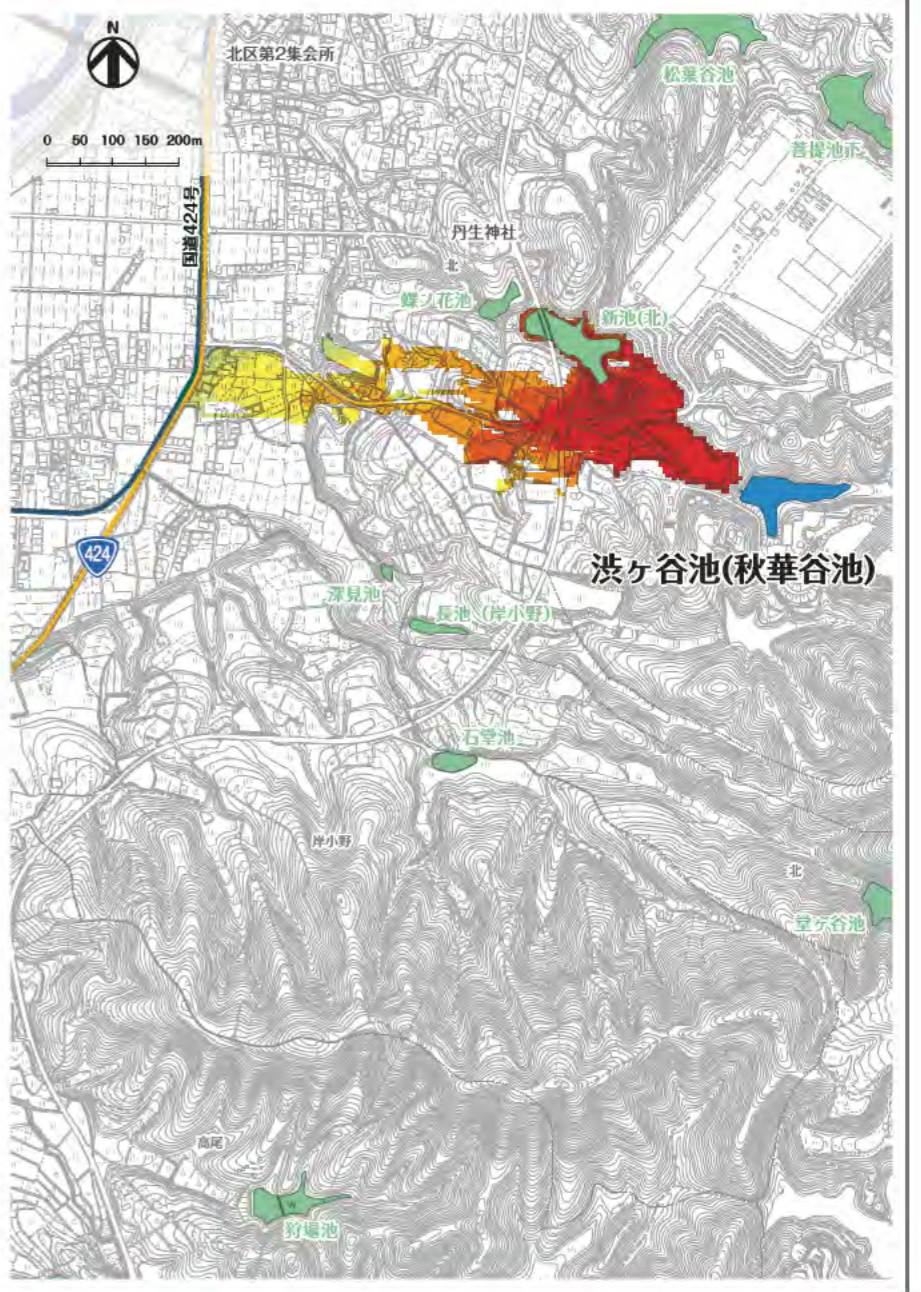 N
北区第2集会所
松葉谷池
0 50 100 150 200m
菩提池下
国道424号
丹生神社
北
蝶ノ花池
新池(北)
424
渋ヶ谷池(秋華谷池)
深見池
長池（岸小野）
石堂池
岸小野
北
堂ヶ谷池
高尾
狩場池